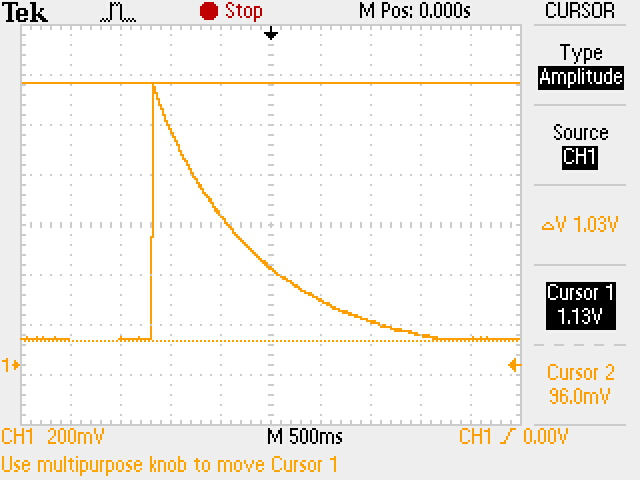 Tek Stop M Pos: 0.000s CURSOR
Type
Amplitude
Source
CH1
△V 1.03V
Cursor 1
1.13V
1
Cursor 2
96.0mV
CH1 200mV M 500ms CH1 0.00V
Use multipurpose knob to move Cursor 1